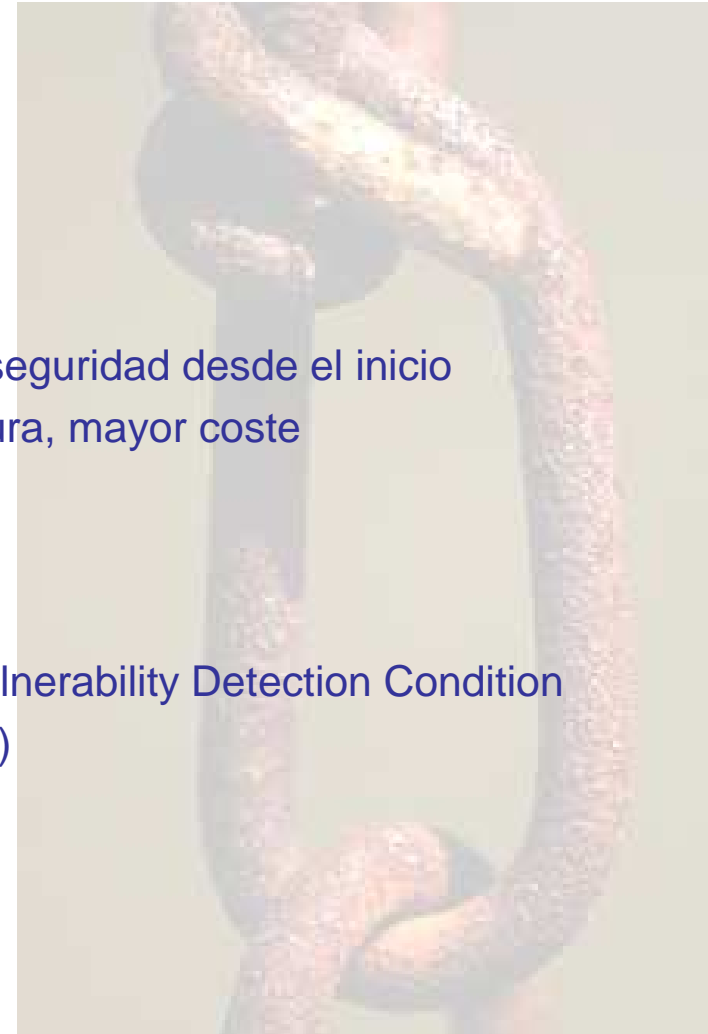 seguridad desde el inicio
ura, mayor coste
lnerability Detection Condition
)